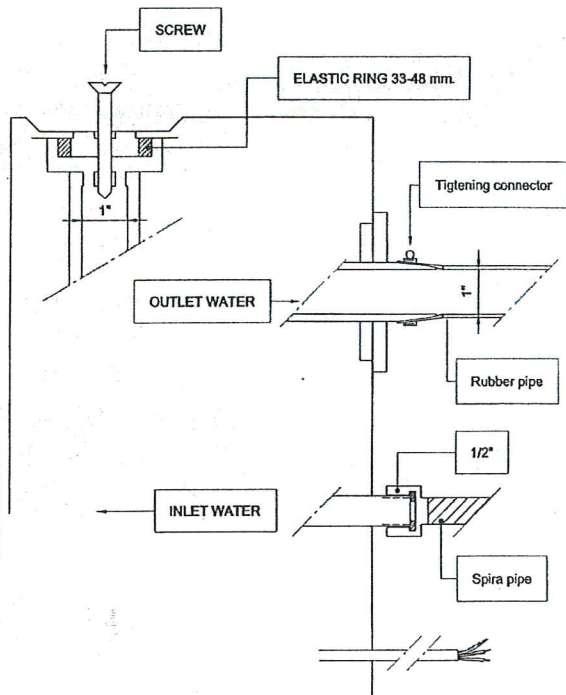 SCREW
ELASTIC RING 33-48 mm.
Tigtening connector
1"
OUTLET WATER
1"
Rubber pipe
1/2"
INLET WATER
Spira pipe